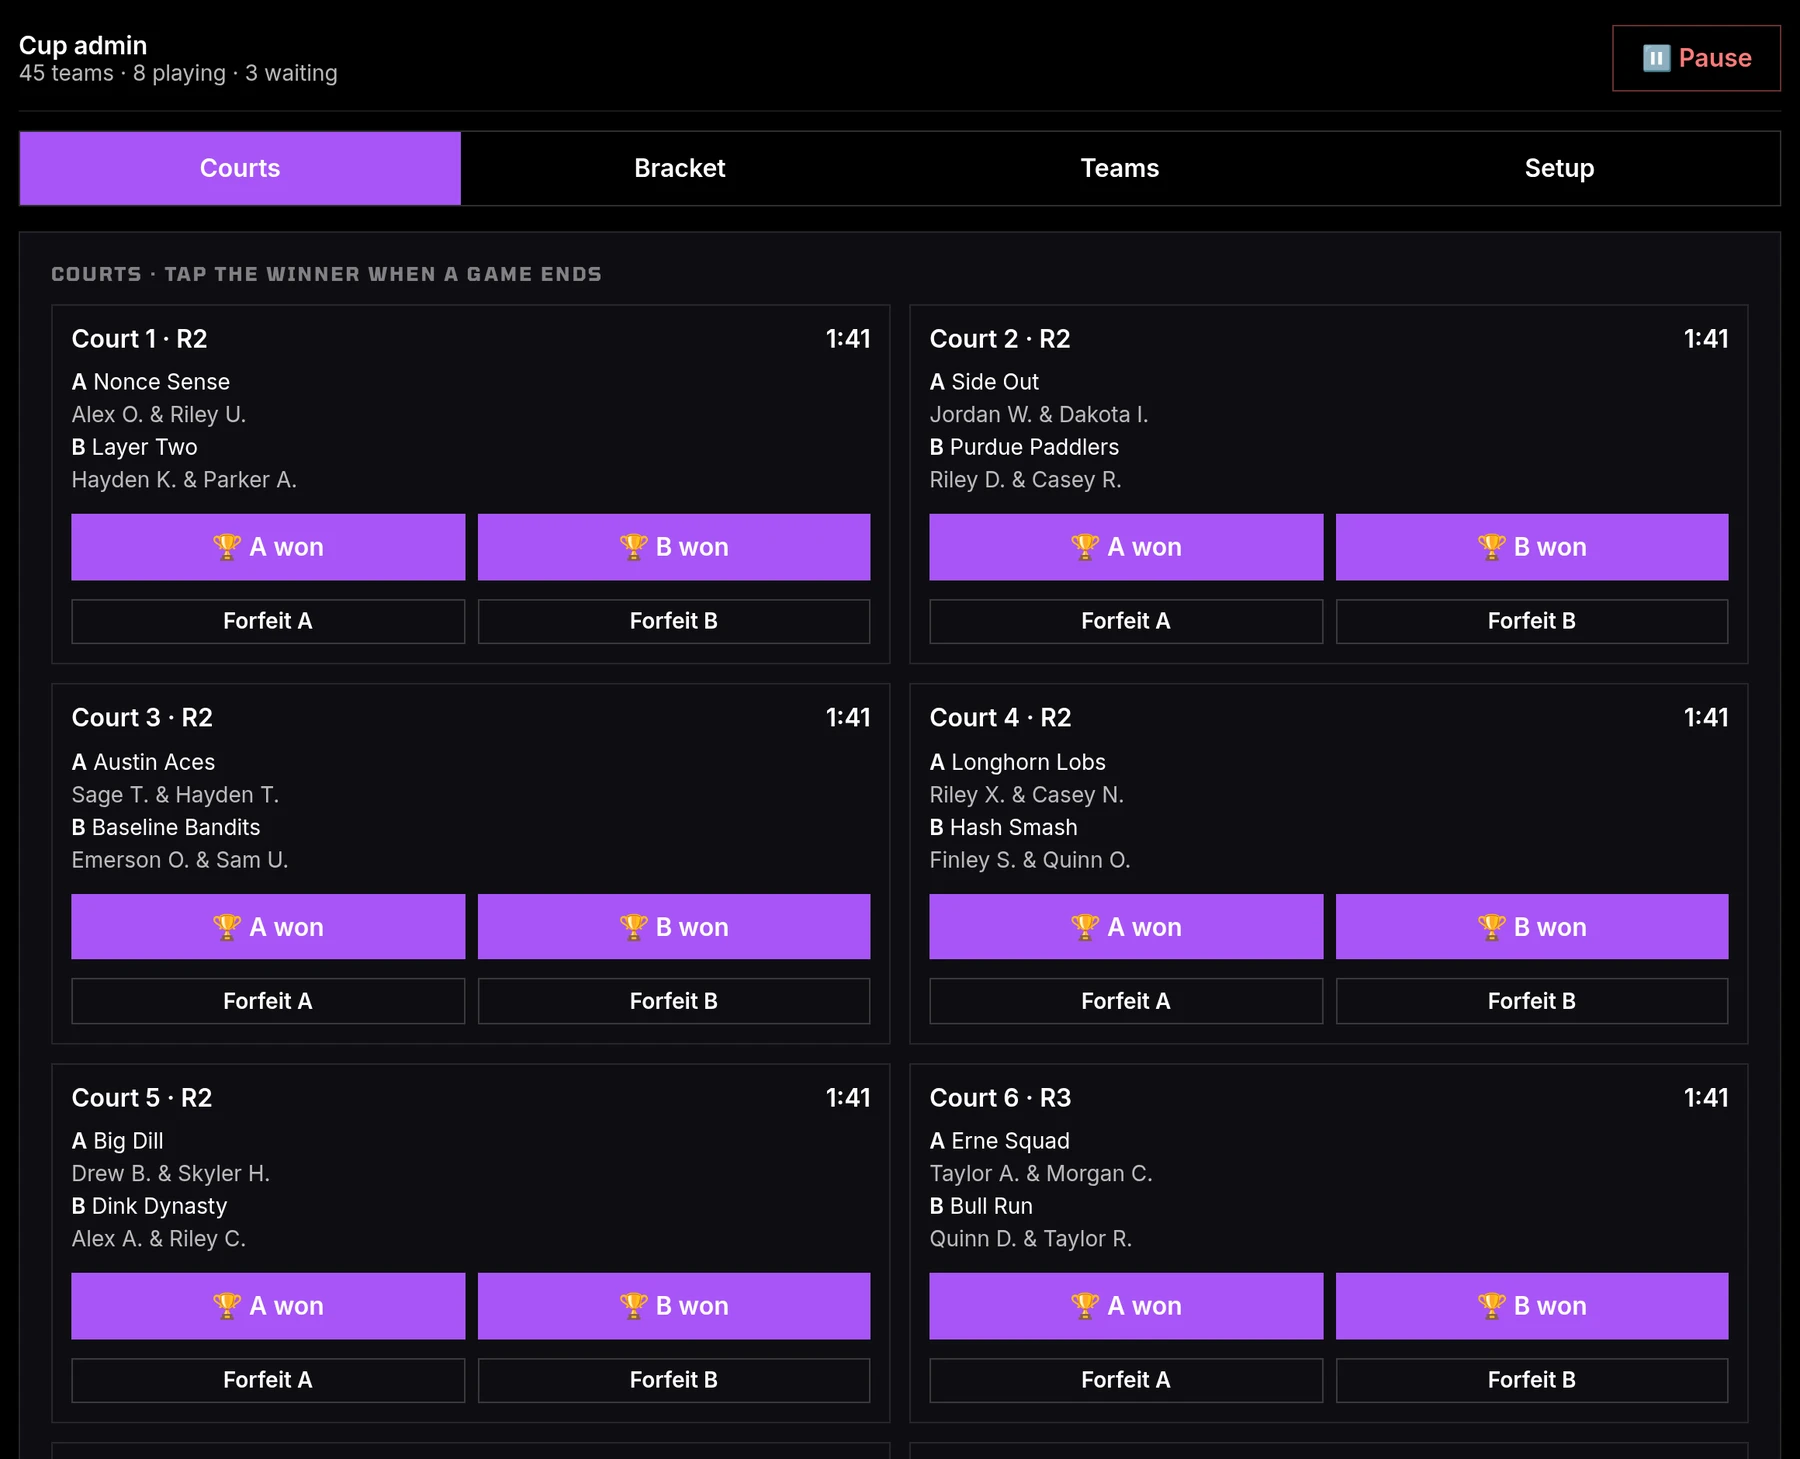 Cup admin
45 teams · 8 playing · 3 waiting
⏸ Pause
Courts
Bracket
Teams
Setup
COURTS · TAP THE WINNER WHEN A GAME ENDS
Court 1 · R2
1:41
A Nonce Sense
Alex O. & Riley U.
B Layer Two
Hayden K. & Parker A.
🏆 A won
🏆 B won
Forfeit A
Forfeit B
Court 2 · R2
1:41
A Side Out
Jordan W. & Dakota I.
B Purdue Paddlers
Riley D. & Casey R.
🏆 A won
🏆 B won
Forfeit A
Forfeit B
Court 3 · R2
1:41
A Austin Aces
Sage T. & Hayden T.
B Baseline Bandits
Emerson O. & Sam U.
🏆 A won
🏆 B won
Forfeit A
Forfeit B
Court 4 · R2
1:41
A Longhorn Lobs
Riley X. & Casey N.
B Hash Smash
Finley S. & Quinn O.
🏆 A won
🏆 B won
Forfeit A
Forfeit B
Court 5 · R2
1:41
A Big Dill
Drew B. & Skyler H.
B Dink Dynasty
Alex A. & Riley C.
🏆 A won
🏆 B won
Forfeit A
Forfeit B
Court 6 · R3
1:41
A Erne Squad
Taylor A. & Morgan C.
B Bull Run
Quinn D. & Taylor R.
🏆 A won
🏆 B won
Forfeit A
Forfeit B